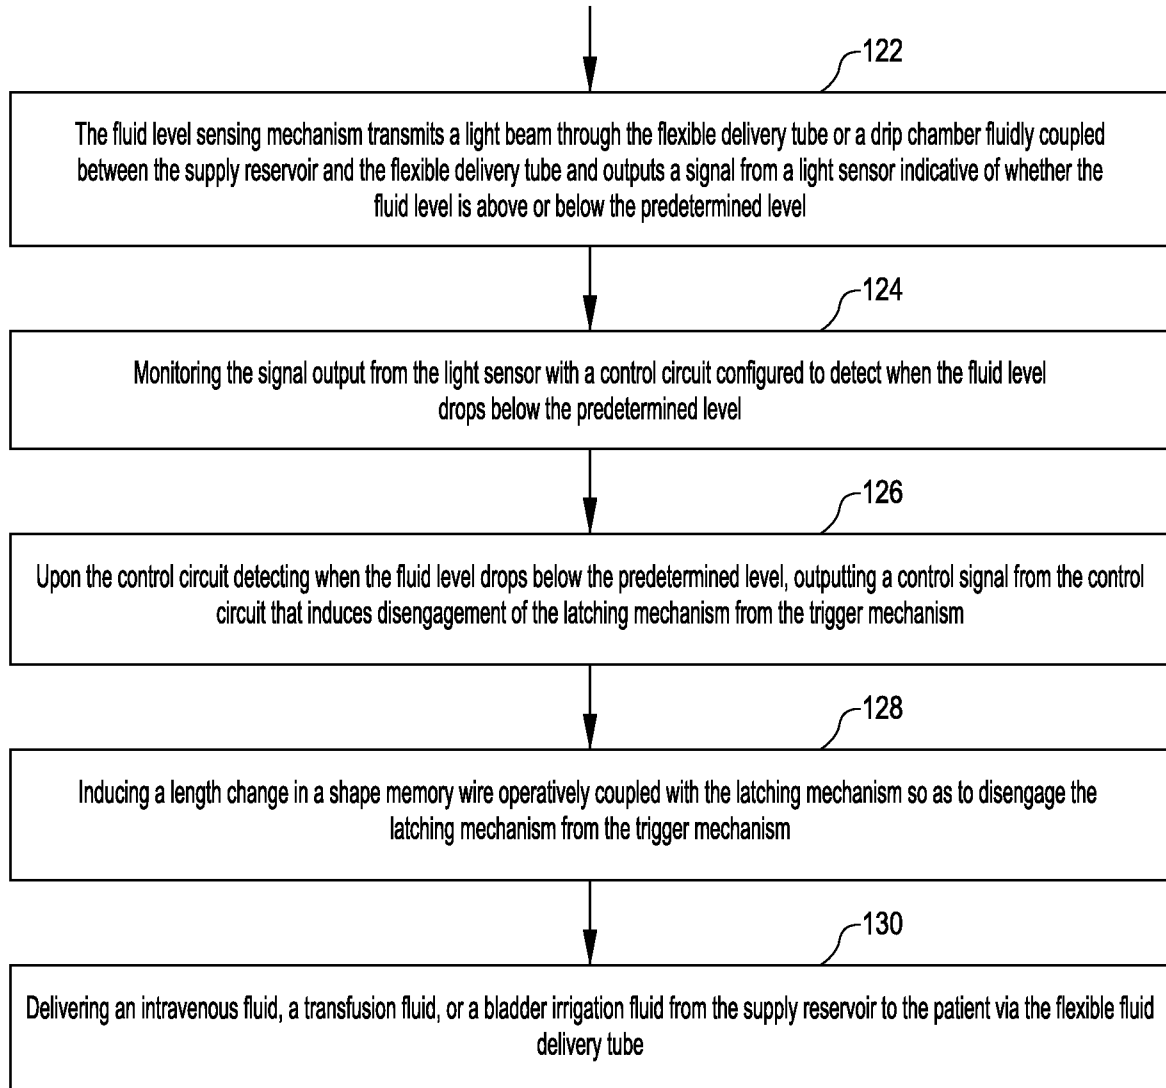 122
The fluid level sensing mechanism transmits a light beam through the flexible delivery tube or a drip chamber fluidly coupled
between the supply reservoir and the flexible delivery tube and outputs a signal from a light sensor indicative of whether the
fluid level is above or below the predetermined level
124
Monitoring the signal output from the light sensor with a control circuit configured to detect when the fluid level
drops below the predetermined level
126
Upon the control circuit detecting when the fluid level drops below the predetermined level, outputting a control signal from the control
circuit that induces disengagement of the latching mechanism from the trigger mechanism
128
Inducing a length change in a shape memory wire operatively coupled with the latching mechanism so as to disengage the
latching mechanism from the trigger mechanism
130
Delivering an intravenous fluid, a transfusion fluid, or a bladder irrigation fluid from the supply reservoir to the patient via the flexible fluid
delivery tube